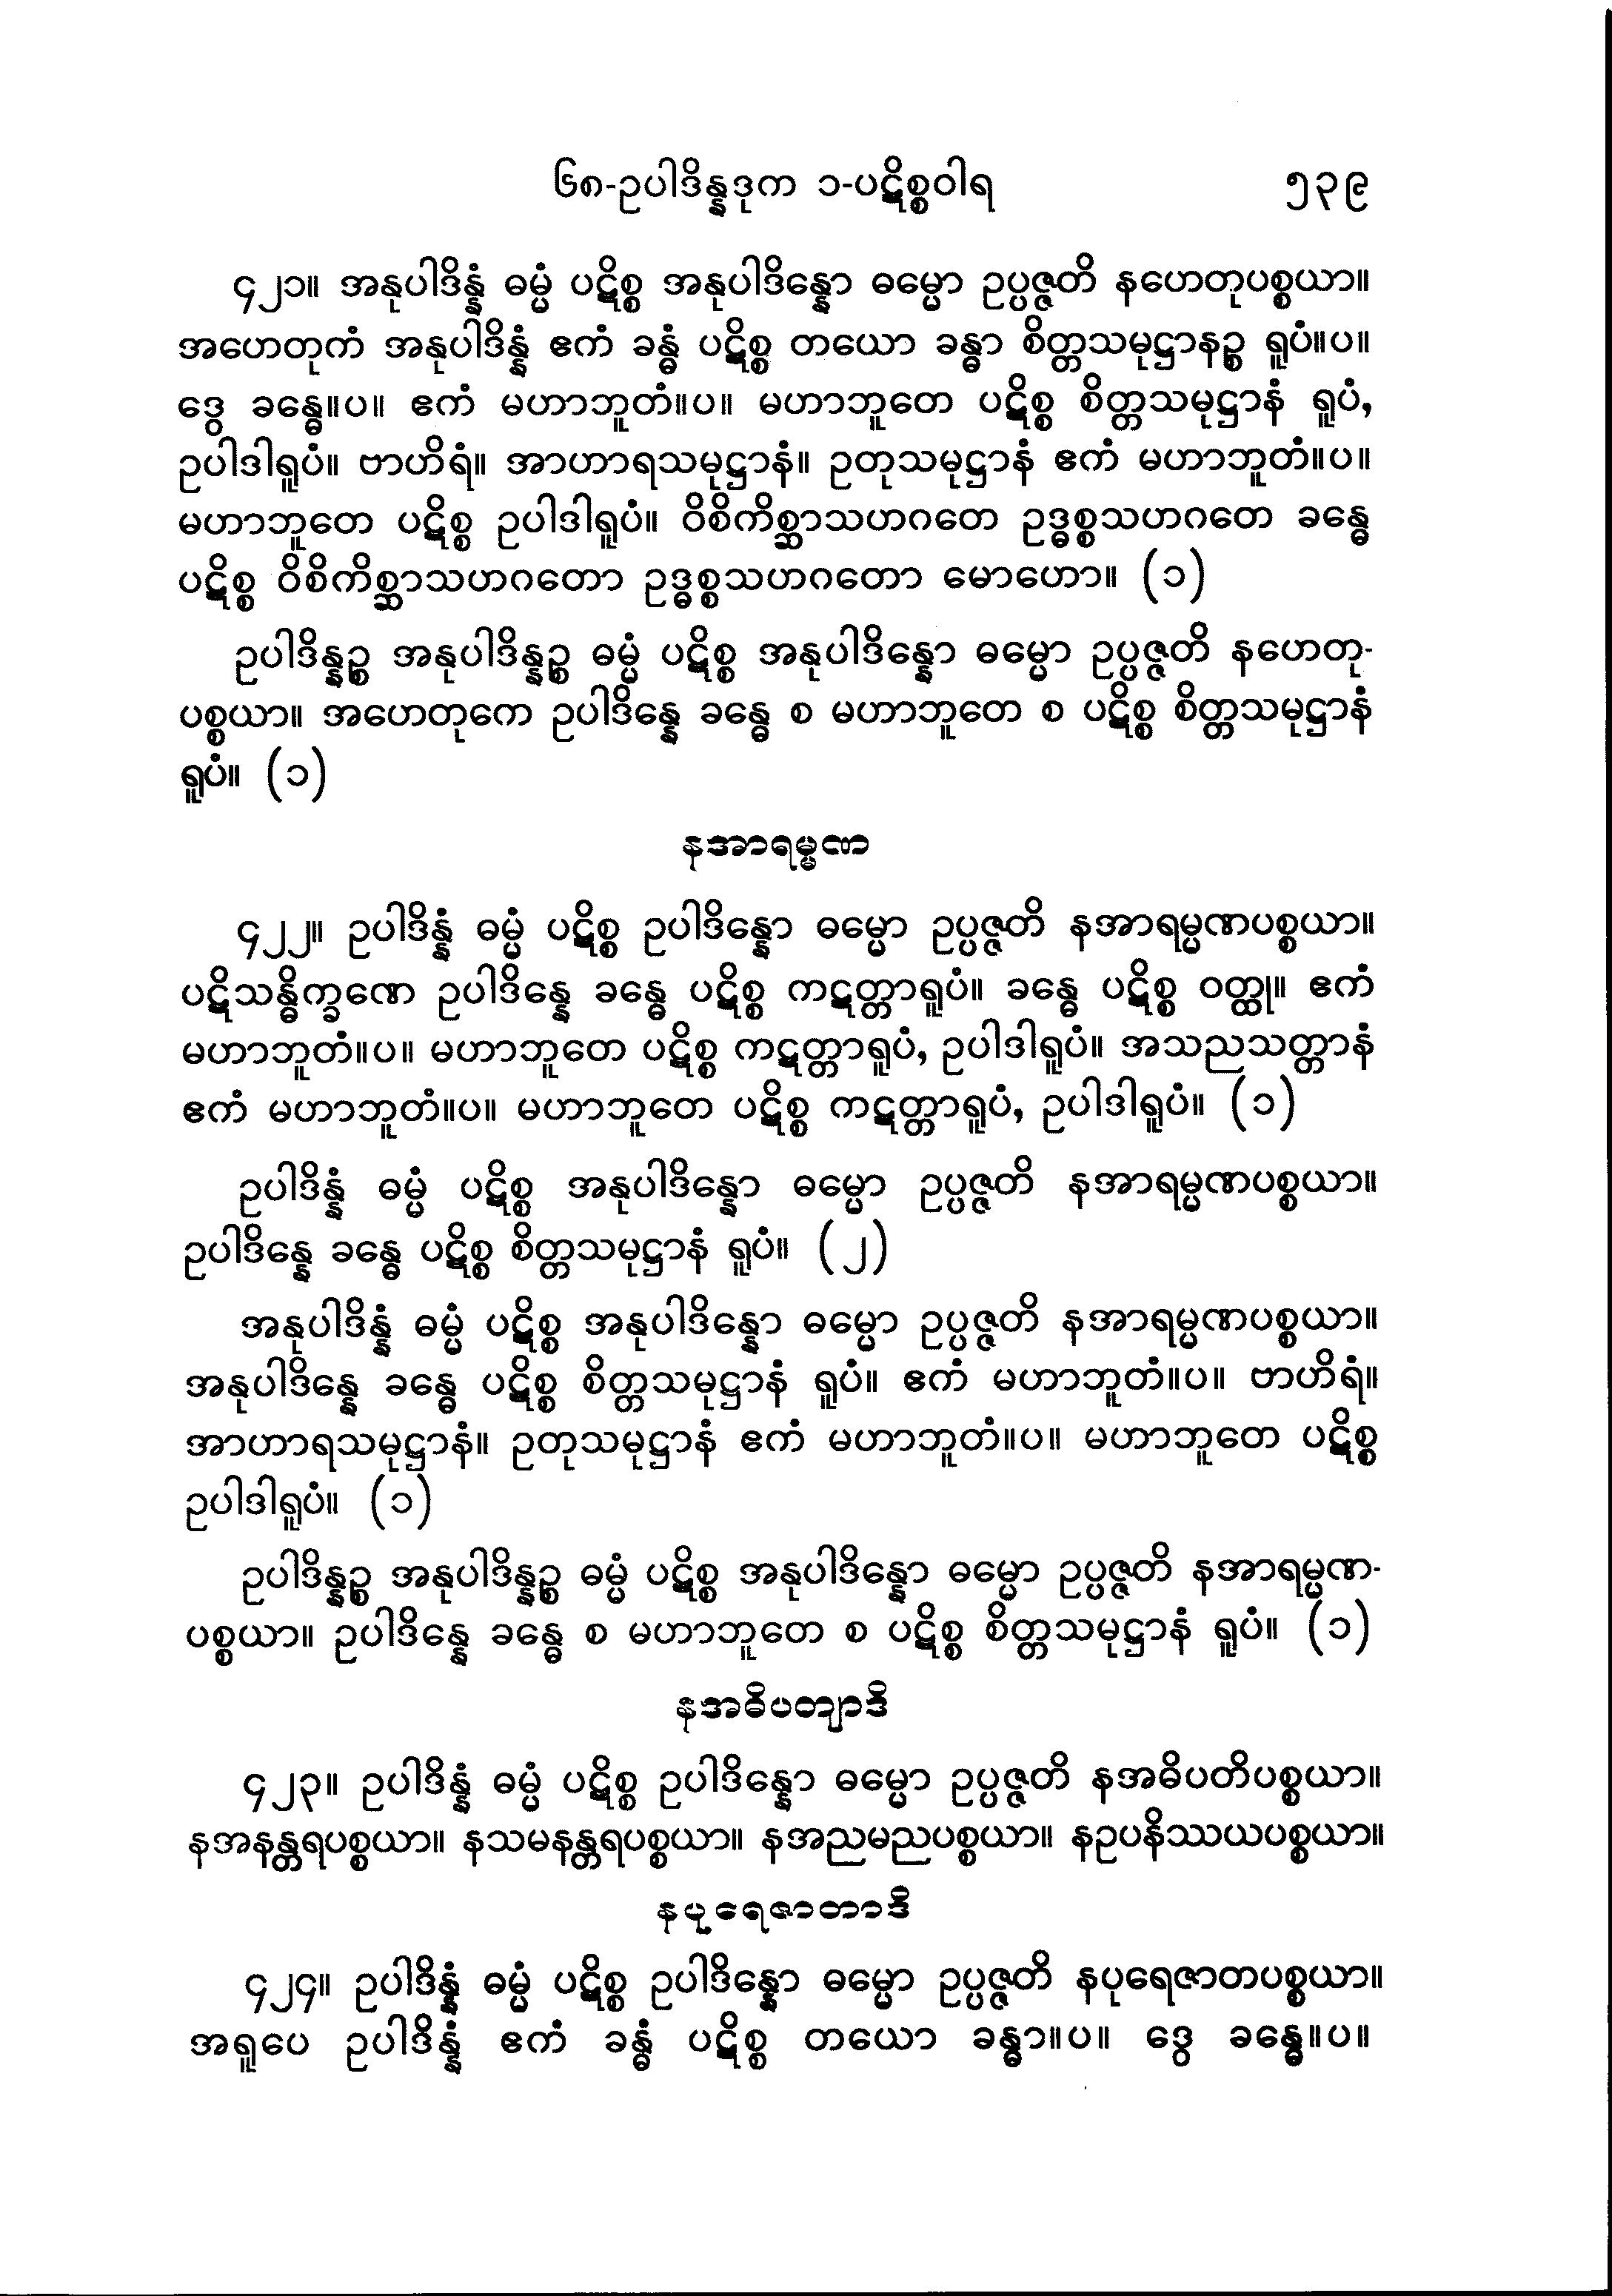 ၆၈-ဥပါဒိန္နဒုက ၁-ပဋိစ္စဝါရ ၅၃၉
၄၂၁။ အနုပါဒိန္နံ ဓမ္မံ ပဋိစ္စ အနုပါဒိန္နော ဓမ္မော ဥပ္ပဇ္ဇတိ နဟေတုပစ္စယာ။
အဟေတုကံ အနုပါဒိန္နံ ဧကံ ခန္ဓံ ပဋိစ္စ တယော ခန္ဓာ စိတ္တသမုဋ္ဌာနဉ္စ ရူပံ။ပ။
ဒွေ ခန္ဓေ။ပ။ ဧကံ မဟာဘူတံ။ပ။ မဟာဘူတေ ပဋိစ္စ စိတ္တသမုဋ္ဌာနံ ရူပံ,
ဥပါဒါရူပံ။ ဗာဟိရံ။ အာဟာရသမုဋ္ဌာနံ။ ဥတုသမုဋ္ဌာနံ ဧကံ မဟာဘူတံ။ပ။
မဟာဘူတေ ပဋိစ္စ ဥပါဒါရူပံ။ ဝိစိကိစ္ဆာသဟဂတေ ဥဒ္ဓစ္စသဟဂတေ ခန္ဓေ
ပဋိစ္စ ဝိစိကိစ္ဆာသဟဂတော ဥဒ္ဓစ္စသဟဂတော မောဟော။ (၁)
ဥပါဒိန္နဉ္စ အနုပါဒိန္နဉ္စ ဓမ္မံ ပဋိစ္စ အနုပါဒိန္နော ဓမ္မော ဥပ္ပဇ္ဇတိ နဟေတု-
ပစ္စယာ။ အဟေတုကေ ဥပါဒိန္နေ ခန္ဓေ စ မဟာဘူတေ စ ပဋိစ္စ စိတ္တသမုဋ္ဌာနံ
ရူပံ။ (၁)
နအာရမ္မဏ
၄၂၂။ ဥပါဒိန္နံ ဓမ္မံ ပဋိစ္စ ဥပါဒိန္နော ဓမ္မော ဥပ္ပဇ္ဇတိ နအာရမ္မဏပစ္စယာ။
ပဋိသန္ဓိက္ခဏေ ဥပါဒိန္နေ ခန္ဓေ ပဋိစ္စ ကဋတ္တာရူပံ။ ခန္ဓေ ပဋိစ္စ ဝတ္ထု။ ဧကံ
မဟာဘူတံ။ပ။ မဟာဘူတေ ပဋိစ္စ ကဋတ္တာရူပံ, ဥပါဒါရူပံ။ အသညသတ္တာနံ
ဧကံ မဟာဘူတံ။ပ။ မဟာဘူတေ ပဋိစ္စ ကဋတ္တာရူပံ, ဥပါဒါရူပံ။ (၁)
ဥပါဒိန္နံ ဓမ္မံ ပဋိစ္စ အနုပါဒိန္နော ဓမ္မော ဥပ္ပဇ္ဇတိ နအာရမ္မဏပစ္စယာ။
ဥပါဒိန္နေ ခန္ဓေ ပဋိစ္စ စိတ္တသမုဋ္ဌာနံ ရူပံ။ (၂)
အနုပါဒိန္နံ ဓမ္မံ ပဋိစ္စ အနုပါဒိန္နော ဓမ္မော ဥပ္ပဇ္ဇတိ နအာရမ္မဏပစ္စယာ။
အနုပါဒိန္နေ ခန္ဓေ ပဋိစ္စ စိတ္တသမုဋ္ဌာနံ ရူပံ။ ဧကံ မဟာဘူတံ။ပ။ ဗာဟိရံ။
အာဟာရသမုဋ္ဌာနံ။ ဥတုသမုဋ္ဌာနံ ဧကံ မဟာဘူတံ။ပ။ မဟာဘူတေ ပဋိစ္စ
ဥပါဒါရူပံ။ (၁)
ဥပါဒိန္နဉ္စ အနုပါဒိန္နဉ္စ ဓမ္မံ ပဋိစ္စ အနုပါဒိန္နော ဓမ္မော ဥပ္ပဇ္ဇတိ နအာရမ္မဏ-
ပစ္စယာ။ ဥပါဒိန္နေ ခန္ဓေ စ မဟာဘူတေ စ ပဋိစ္စ စိတ္တသမုဋ္ဌာနံ ရူပံ။ (၁)
နအဓိပတျာဒိ
၄၂၃။ ဥပါဒိန္နံ ဓမ္မံ ပဋိစ္စ ဥပါဒိန္နော ဓမ္မော ဥပ္ပဇ္ဇတိ နအဓိပတိပစ္စယာ။
နအနန္တရပစ္စယာ။ နသမနန္တရပစ္စယာ။ နအညမညပစ္စယာ။ နဥပနိဿယပစ္စယာ။
နပုရေဇာတာဒိ
၄၂၄။ ဥပါဒိန္နံ ဓမ္မံ ပဋိစ္စ ဥပါဒိန္နော ဓမ္မော ဥပ္ပဇ္ဇတိ နပုရေဇာတပစ္စယာ။
အရူပေ ဥပါဒိန္နံ ဧကံ ခန္ဓံ ပဋိစ္စ တယော ခန္ဓာ။ပ။ ဒွေ ခန္ဓေ။ပ။